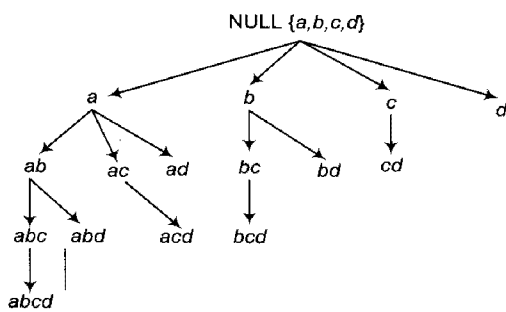 NULL {a,b,c,d}
a b c d
ab ac ad bc bd cd
abc abd acd bcd
abcd